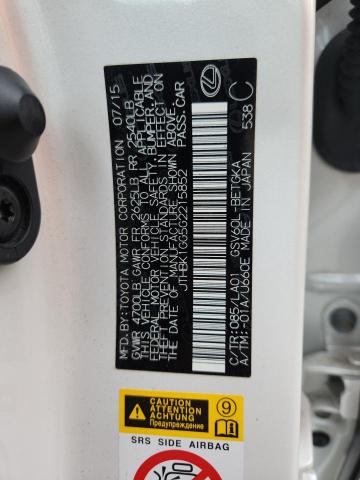 MFD.BY:TOYOTA MOTOR CORPORATION 07/15
GVWR 4700LB GAWR FR 2625LB RR 2540LB
THIS VEHICLE CONFORMS TO ALL APPLICABLE
FEDERAL MOTOR VEHICLE SAFETY, BUMPER, AND
THEFT PREVENTION STANDARDS IN EFFECT ON THE DATE OF
MANUFACTURE SHOWN ABOVE.
JTHBK1GG5G2215852 PASS.CAR
C/TR:085/LA01 GSV60L-BETGKA
A/TM:-01A/U660E MADE IN JAPAN
538 C
CAUTION
ATTENTION
ACHTUNG
Предупреждение
9
SRS SIDE AIRBAG